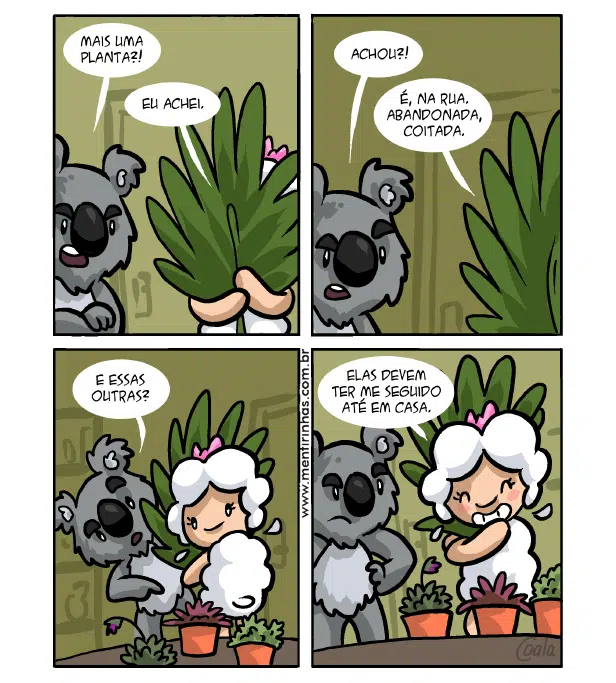 MAIS UMA
PLANTA?!
EU ACHEI.
ACHOU?!
É, NA RUA.
ABANDONADA,
COITADA.
E ESSAS
OUTRAS?
www.mentirinhas.com.br
ELAS DEVEM
TER ME SEGUIDO
ATÉ EM CASA.
Coala